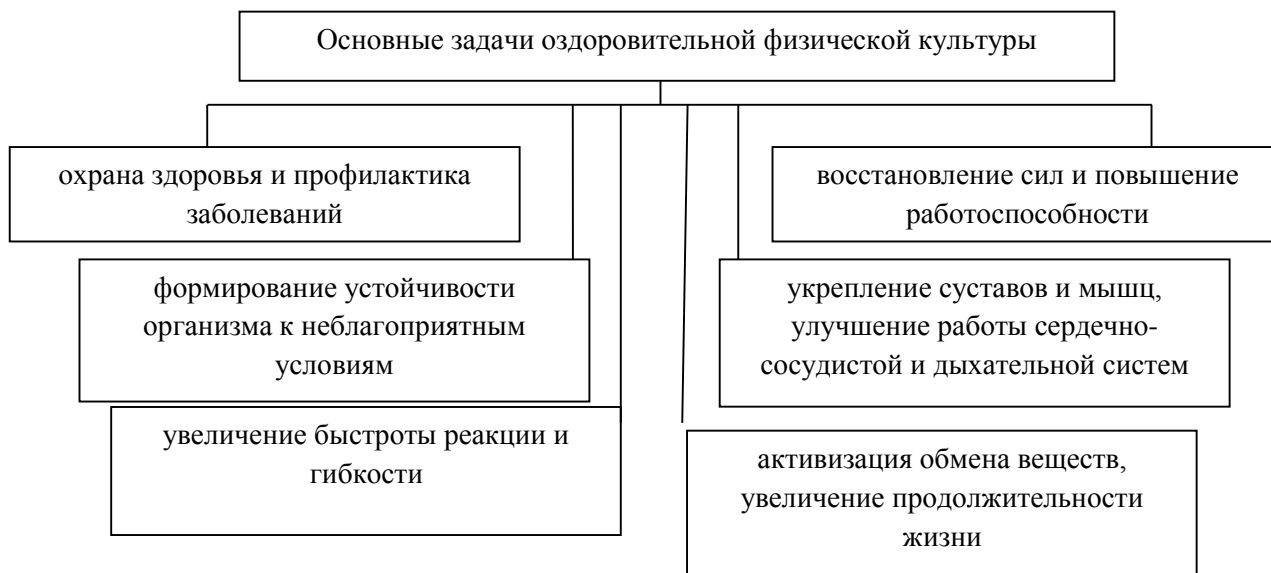 Основные задачи оздоровительной физической культуры
охрана здоровья и профилактика
заболеваний
восстановление сил и повышение
работоспособности
формирование устойчивости
организма к неблагоприятным
условиям
укрепление суставов и мышц,
улучшение работы сердечно-
сосудистой и дыхательной систем
увеличение быстроты реакции и
гибкости
активизация обмена веществ,
увеличение продолжительности
жизни